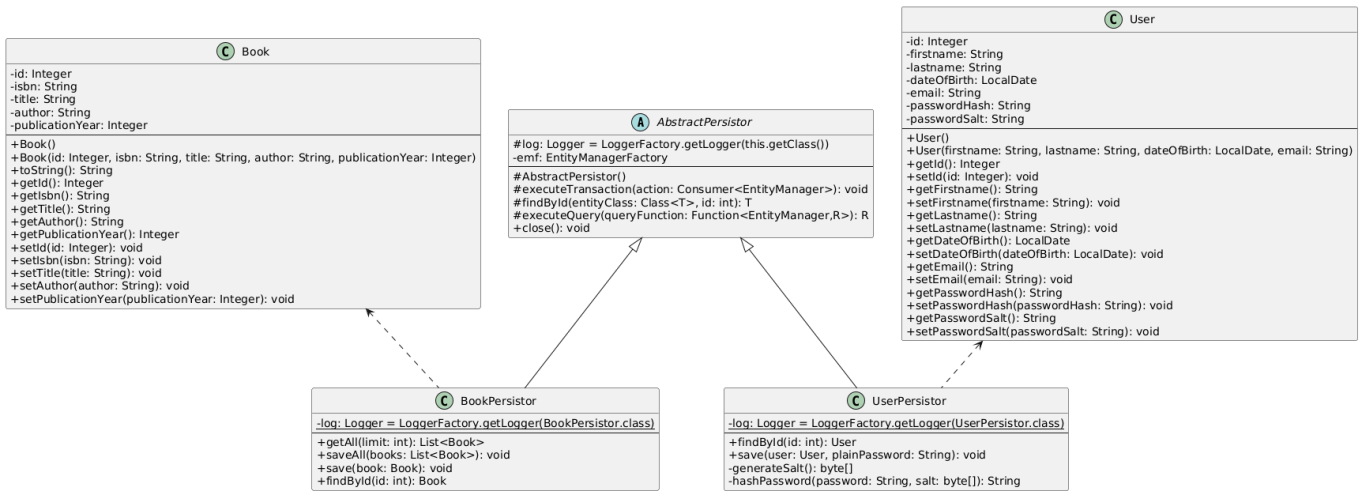 C Book
-id: Integer
-isbn: String
-title: String
-author: String
-publicationYear: Integer
+Book()
+Book(id: Integer, isbn: String, title: String, author: String, publicationYear: Integer)
+toString(): String
+getId(): Integer
+getIsbn(): String
+getTitle(): String
+getAuthor(): String
+getPublicationYear(): Integer
+setId(id: Integer): void
+setIsbn(isbn: String): void
+setTitle(title: String): void
+setAuthor(author: String): void
+setPublicationYear(publicationYear: Integer): void
A AbstractPersistor
#log: Logger = LoggerFactory.getLogger(this.getClass())
-emf: EntityManagerFactory
#AbstractPersistor()
#executeTransaction(action: Consumer<EntityManager>): void
#findById(entityClass: Class<T>, id: int): T
#executeQuery(queryFunction: Function<EntityManager,R>): R
+close(): void
C User
-id: Integer
-firstname: String
-lastname: String
-dateOfBirth: LocalDate
-email: String
-passwordHash: String
-passwordSalt: String
+User()
+User(firstname: String, lastname: String, dateOfBirth: LocalDate, email: String)
+getId(): Integer
+setId(id: Integer): void
+getFirstname(): String
+setFirstname(firstname: String): void
+getLastname(): String
+setLastname(lastname: String): void
+getDateOfBirth(): LocalDate
+setDateOfBirth(dateOfBirth: LocalDate): void
+getEmail(): String
+setEmail(email: String): void
+getPasswordHash(): String
+setPasswordHash(passwordHash: String): void
+getPasswordSalt(): String
+setPasswordSalt(passwordSalt: String): void
C BookPersistor
-log: Logger = LoggerFactory.getLogger(BookPersistor.class)
+getAll(limit: int): List<Book>
+saveAll(books: List<Book>): void
+save(book: Book): void
+findById(id: int): Book
C UserPersistor
-log: Logger = LoggerFactory.getLogger(UserPersistor.class)
+findById(id: int): User
+save(user: User, plainPassword: String): void
-generateSalt(): byte[]
-hashPassword(password: String, salt: byte[]): String